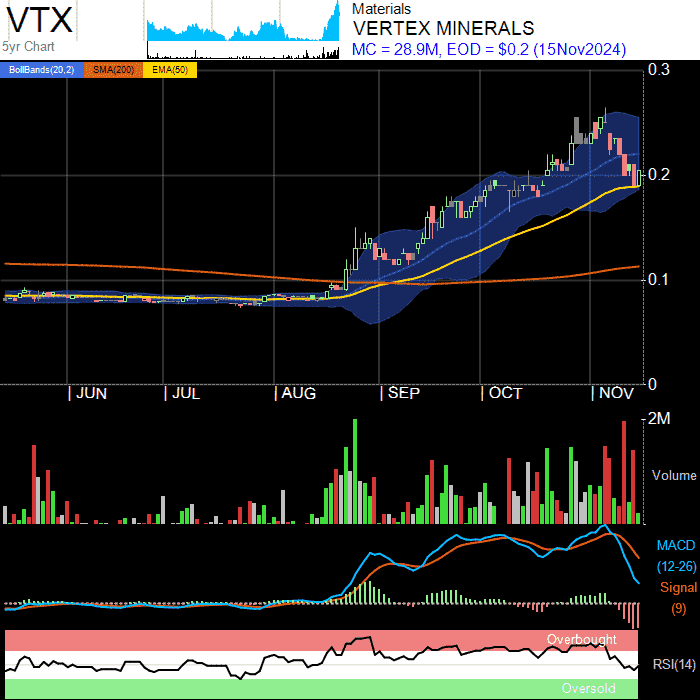 VTX
5yr Chart
Materials
VERTEX MINERALS
MC = 28.9M, EOD = $0.2 (15Nov2024)
BollBands(20,2) SMA(200) EMA(50)
0.3
0.2
0.1
0
| JUN | JUL | AUG | SEP | OCT | NOV
2M
Volume
MACD
(12-26)
Signal
(9)
Overbought
RSI(14)
Oversold